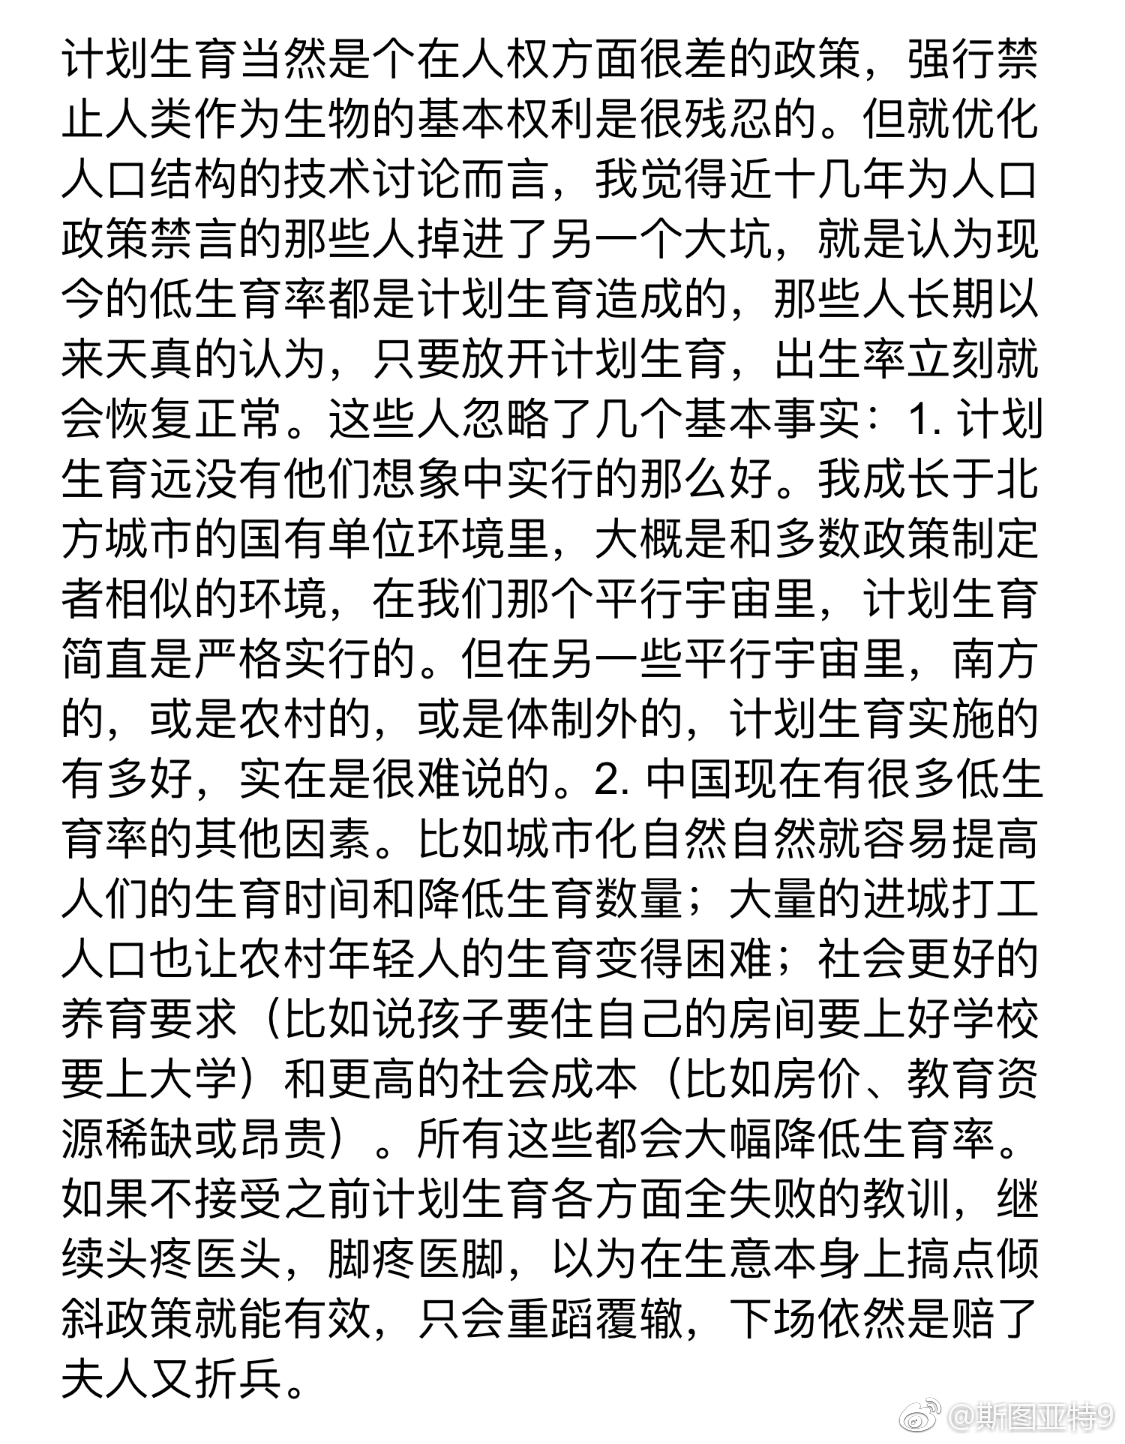 计划生育当然是个在人权方面很差的政策，强行禁
止人类作为生物的基本权利是很残忍的。但就优化
人口结构的技术讨论而言，我觉得近十几年为人口
政策禁言的那些人掉进了另一个大坑，就是认为现
今的低生育率都是计划生育造成的，那些人长期以
来天真的认为，只要放开计划生育，出生率立刻就
会恢复正常。这些人忽略了几个基本事实：1. 计划
生育远没有他们想象中实行的那么好。我成长于北
方城市的国有单位环境里，大概是和多数政策制定
者相似的环境，在我们那个平行宇宙里，计划生育
简直是严格实行的。但在另一些平行宇宙里，南方
的，或是农村的，或是体制外的，计划生育实施的
有多好，实在是很难说的。2. 中国现在有很多低生
育率的其他因素。比如城市化自然自然就容易提高
人们的生育时间和降低生育数量；大量的进城打工
人口也让农村年轻人的生育变得困难；社会更好的
养育要求（比如说孩子要住自己的房间要上好学校
要上大学）和更高的社会成本（比如房价、教育资
源稀缺或昂贵）。所有这些都会大幅降低生育率。
如果不接受之前计划生育各方面全失败的教训，继
续头疼医头，脚疼医脚，以为在生意本身上搞点倾
斜政策就能有效，只会重蹈覆辙，下场依然是赔了
夫人又折兵。
@斯图亚特9